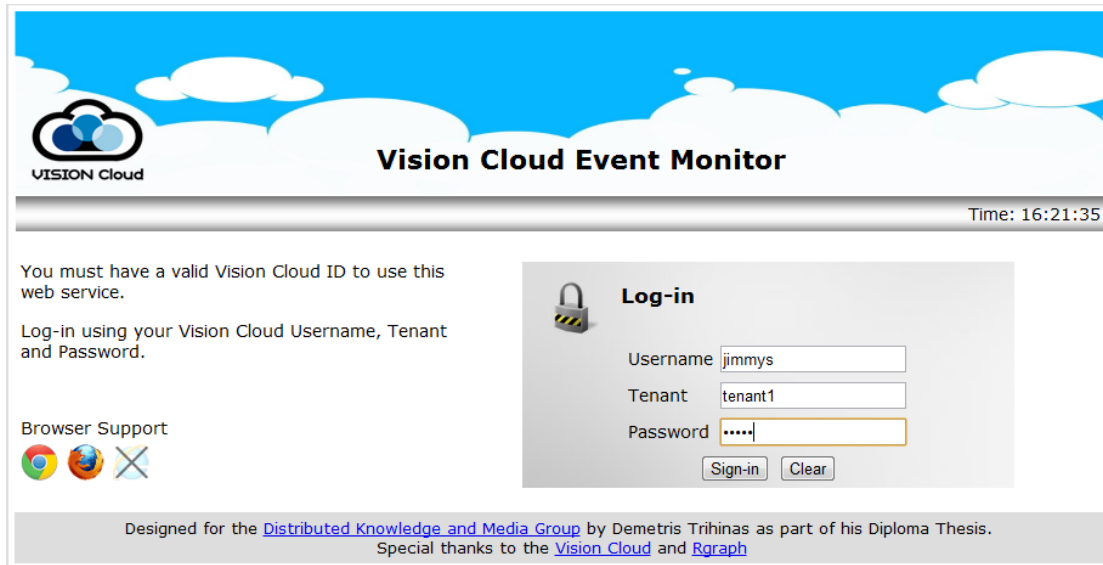 VISION Cloud
Vision Cloud Event Monitor
Time: 16:21:35
You must have a valid Vision Cloud ID to use this
web service.
Log-in using your Vision Cloud Username, Tenant
and Password.
Browser Support
Log-in
Username jimmys
Tenant tenant1
Password •••••
Sign-in Clear
Designed for the Distributed Knowledge and Media Group by Demetris Trihinas as part of his Diploma Thesis.
Special thanks to the Vision Cloud and Rgraph